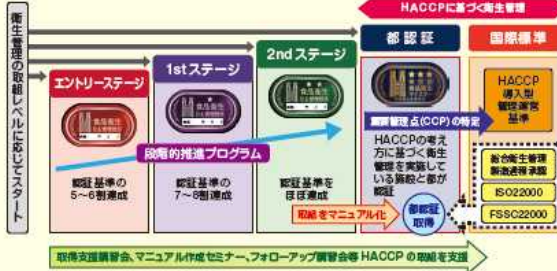 HACCPに基づく衛生管理
衛生管理の取組レベルに応じてスタート
エントリーステージ
1stステージ
2ndステージ
都認証
国際標準
段階的推進プログラム
認証基準の
5〜6割達成
認証基準の
7〜8割達成
認証基準を
ほぼ達成
重要管理点(CCP)の特定
HACCPの考え
方に基づく衛生
管理を実施して
いる施設と都が
認証
HACCP
導入型
管理運営
基準
総合衛生管理
製造過程承認
ISO22000
FSSC22000
取組をマニュアル化
都認証
取得
取得支援講習会、マニュアル作成セミナー、フォローアップ講習会等 HACCPの取組を支援